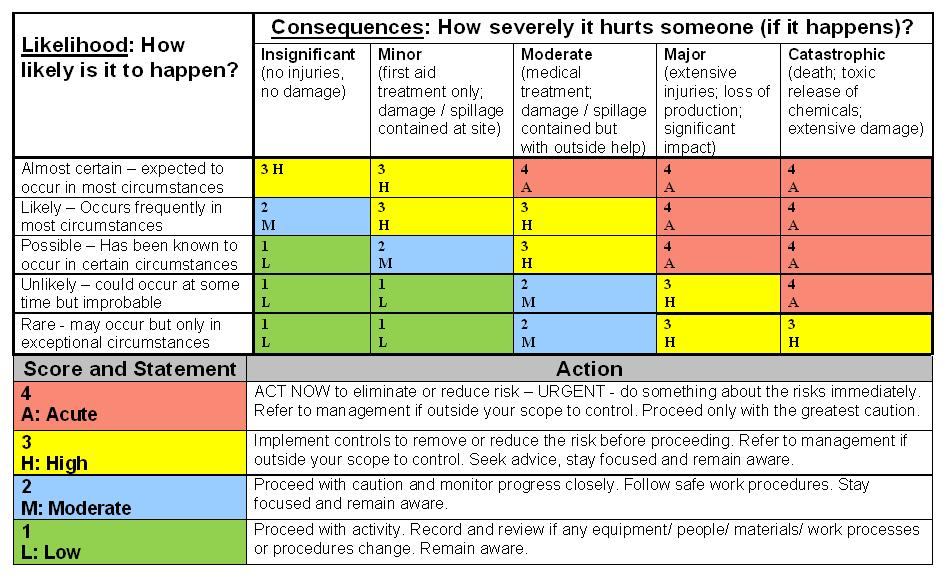 Likelihood: How
likely is it to happen?
Consequences: How severely it hurts someone (if it happens)?
Insignificant
(no injuries,
no damage)
Minor
(first aid
treatment only;
damage / spillage
contained at site)
Moderate
(medical
treatment;
damage / spillage
contained but
with outside help)
Major
(extensive
injuries; loss of
production;
significant
impact)
Catastrophic
(death; toxic
release of
chemicals;
extensive damage)
Almost certain – expected to
occur in most circumstances
3 H
3
H
4
A
4
A
4
A
Likely – Occurs frequently in
most circumstances
2
M
3
H
3
H
4
A
4
A
Possible – Has been known to
occur in certain circumstances
1
L
2
M
3
H
4
A
4
A
Unlikely – could occur at some
time but improbable
1
L
1
L
2
M
3
H
4
A
Rare - may occur but only in
exceptional circumstances
1
L
1
L
2
M
3
H
3
H
Score and Statement
Action
4
A: Acute
ACT NOW to eliminate or reduce risk – URGENT - do something about the risks immediately.
Refer to management if outside your scope to control. Proceed only with the greatest caution.
3
H: High
Implement controls to remove or reduce the risk before proceeding. Refer to management if
outside your scope to control. Seek advice, stay focused and remain aware.
2
M: Moderate
Proceed with caution and monitor progress closely. Follow safe work procedures. Stay
focused and remain aware.
1
L: Low
Proceed with activity. Record and review if any equipment/ people/ materials/ work processes
or procedures change. Remain aware.